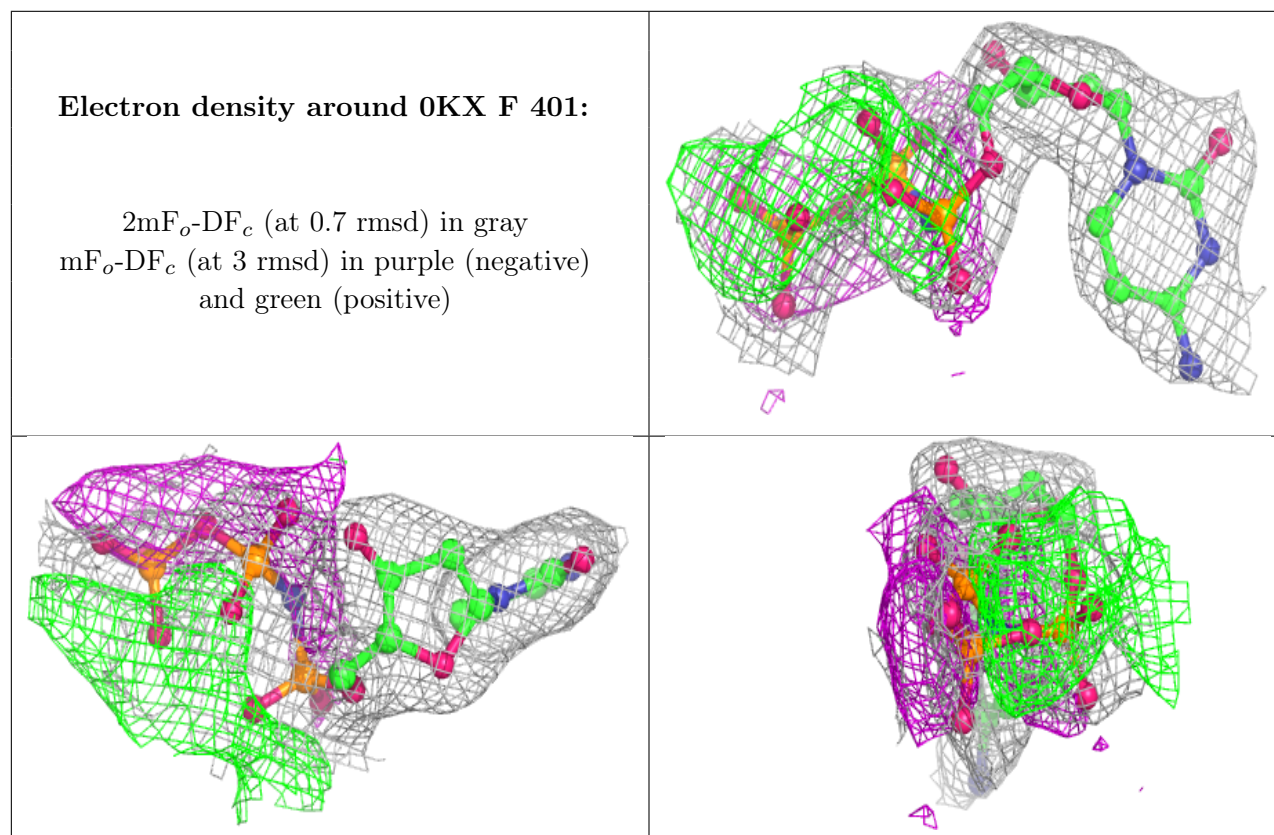 Electron density around 0KX F 401:
2mFₒ-DF𝒸 (at 0.7 rmsd) in gray
mFₒ-DF𝒸 (at 3 rmsd) in purple (negative)
and green (positive)